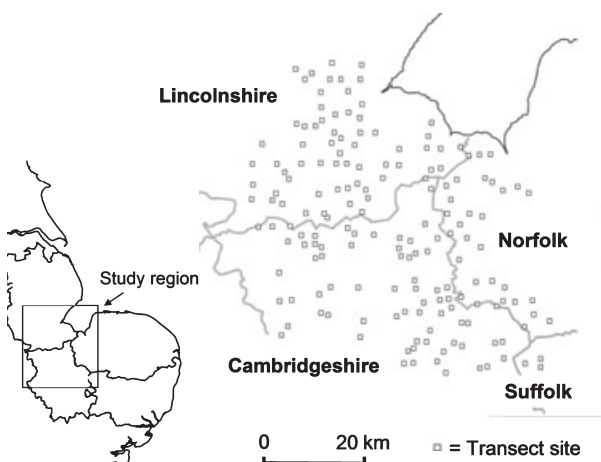 Lincolnshire
Norfolk
Study region
Cambridgeshire
Suffolk
0 20 km
= Transect site